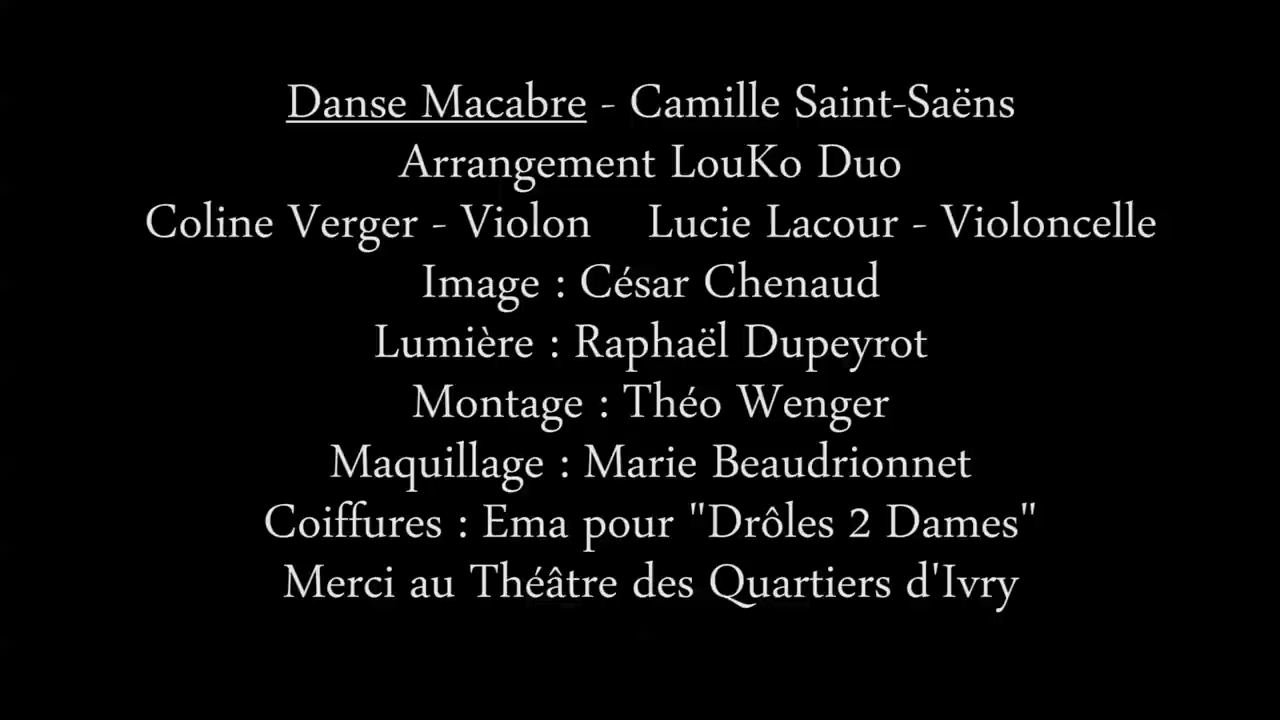 Danse Macabre - Camille Saint-Saëns
Arrangement LouKo Duo
Coline Verger - Violon Lucie Lacour - Violoncelle
Image : César Chenaud
Lumière : Raphaël Dupeyrot
Montage : Théo Wenger
Maquillage : Marie Beaudrionnet
Coiffures : Ema pour "Drôles 2 Dames"
Merci au Théâtre des Quartiers d'Ivry